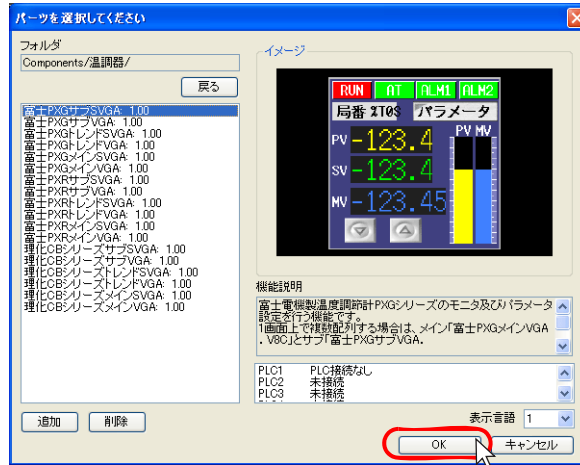 パーツを選択してください
フォルダ
Components/温調器/
戻る
富士PXGサブSVGA: 1.00
富士PXGサブVGA: 1.00
富士PXGトレンドSVGA: 1.00
富士PXGトレンドVGA: 1.00
富士PXGメインSVGA: 1.00
富士PXGメインVGA: 1.00
富士PXRサブSVGA: 1.00
富士PXRサブVGA: 1.00
富士PXRトレンドSVGA: 1.00
富士PXRトレンドVGA: 1.00
富士PXRメインSVGA: 1.00
富士PXRメインVGA: 1.00
理化CBシリーズサブSVGA: 1.00
理化CBシリーズサブVGA: 1.00
理化CBシリーズトレンドSVGA: 1.00
理化CBシリーズトレンドVGA: 1.00
理化CBシリーズメインSVGA: 1.00
理化CBシリーズメインVGA: 1.00
追加 削除
イメージ
RUN AT ALM1 ALM2
局番 %T0S パラメータ
PV -123.4 PV MV
SV -123.4
MV -123.45
機能説明
富士電機製温度調節計PXGシリーズのモニタ及びパラメータ
設定を行う機能です。
1画面上で複数配列する場合は、メイン「富士PXGメインVGA
.V8C」とサブ「富士PXGサブVGA.
PLC1 PLC接続なし
PLC2 未接続
PLC3 未接続
表示言語 1
OK キャンセル